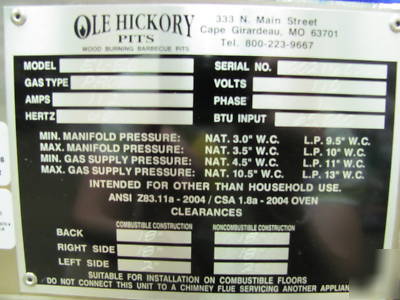 OLE HICKORY
PITS
WOOD BURNING BARBECUE PITS
333 N. Main Street
Cape Girardeau, MO 63701
Tel. 800-223-9667
MODEL SERIAL NO.
GAS TYPE VOLTS
AMPS PHASE
HERTZ BTU INPUT
MIN. MANIFOLD PRESSURE: NAT. 3.0" W.C. L.P. 9.5" W.C.
MAX. MANIFOLD PRESSURE: NAT. 3.5" W.C. L.P. 10" W.C.
MIN. GAS SUPPLY PRESSURE: NAT. 4.5" W.C. L.P. 11" W.C.
MAX. GAS SUPPLY PRESSURE: NAT. 10.5" W.C. L.P. 13" W.C.
INTENDED FOR OTHER THAN HOUSEHOLD USE.
ANSI Z83.11a - 2004 / CSA 1.8a - 2004 OVEN
CLEARANCES
COMBUSTIBLE CONSTRUCTION NONCOMBUSTIBLE CONSTRUCTION
BACK
RIGHT SIDE
LEFT SIDE
SUITABLE FOR INSTALLATION ON COMBUSTIBLE FLOORS
DO NOT CONNECT THIS UNIT TO A CHIMNEY FLUE SERVICING ANOTHER APPLIAN